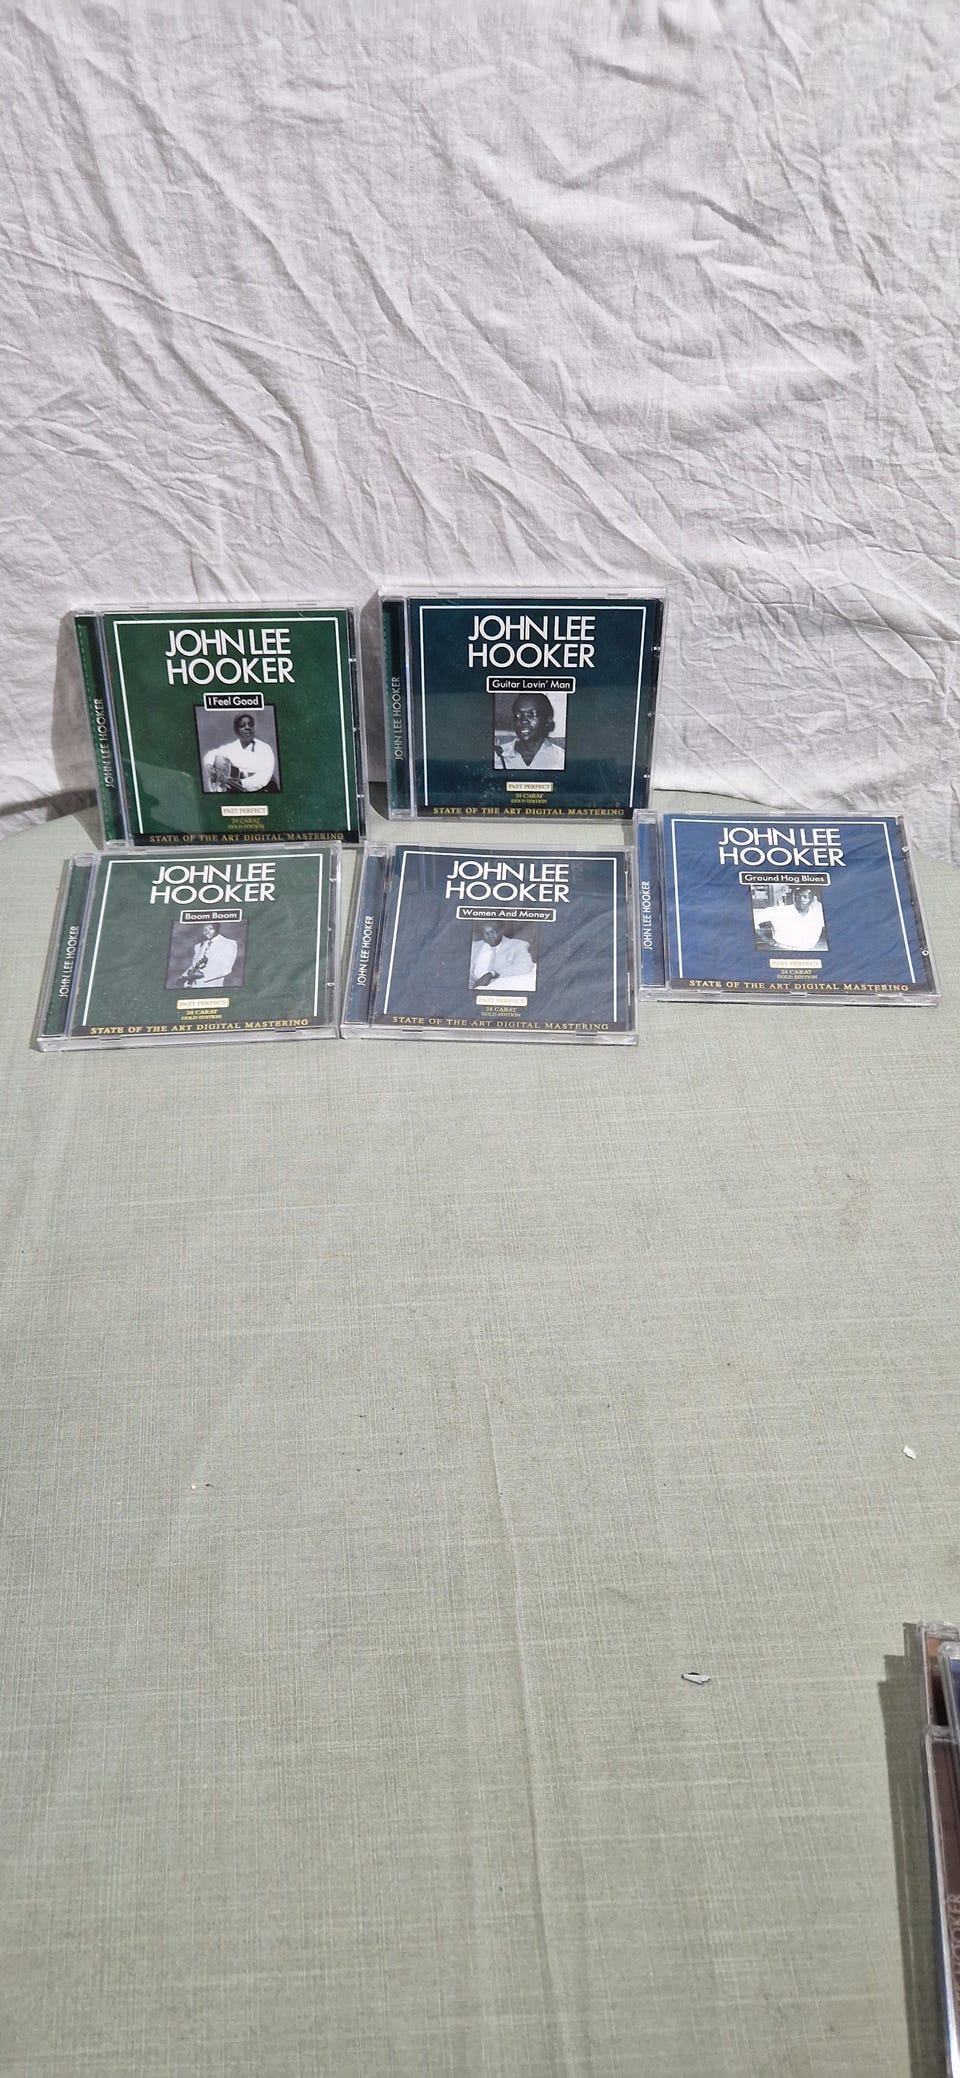 JOHN LEE HOOKER
JOHN LEE
HOOKER
I Feel Good
PAST PERFECT
24 CARAT
GOLD EDITION
STATE OF THE ART DIGITAL MASTERING
JOHN LEE HOOKER
JOHN LEE
HOOKER
Guitar Lovin' Man
PAST PERFECT
24 CARAT
GOLD EDITION
STATE OF THE ART DIGITAL MASTERING
JOHN LEE HOOKER
JOHN LEE
HOOKER
Boom Boom
PAST PERFECT
24 CARAT
GOLD EDITION
STATE OF THE ART DIGITAL MASTERING
JOHN LEE HOOKER
JOHN LEE
HOOKER
Women And Money
PAST PERFECT
24 CARAT
GOLD EDITION
STATE OF THE ART DIGITAL MASTERING
JOHN LEE HOOKER
JOHN LEE
HOOKER
Ground Hog Blues
PAST PERFECT
24 CARAT
GOLD EDITION
STATE OF THE ART DIGITAL MASTERING
HOOKER